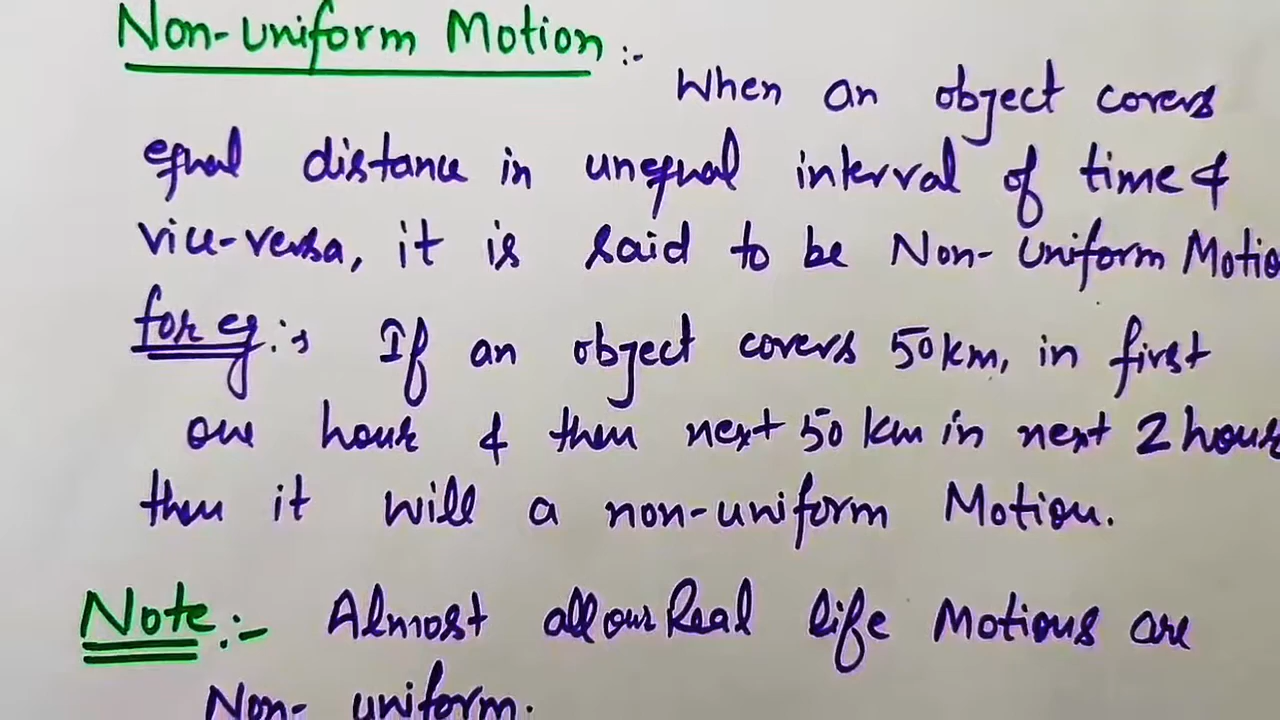 Non-Uniform Motion :-
When an object covers
equal distance in unequal interval of time &
vice-versa, it is said to be Non-Uniform Motio
for eg :→ If an object covers 50km, in first
one hour & then next 50 km in next 2 hour
then it will a non-uniform Motion.
Note :- Almost all our Real life Motions are
Non-uniform.